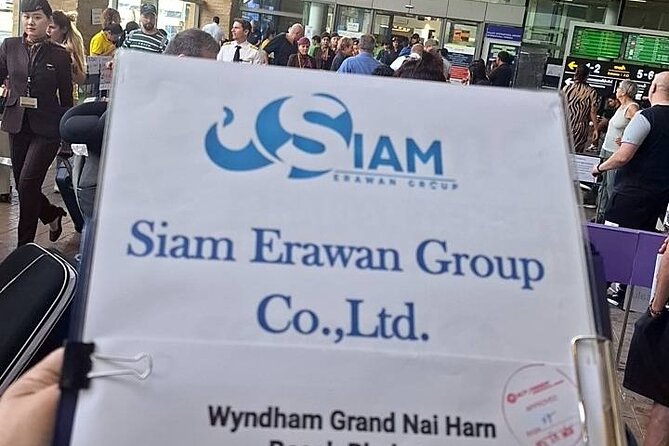 SIAM
ERAWAN GROUP
Siam Erawan Group
Co.,Ltd.
Wyndham Grand Nai Harn